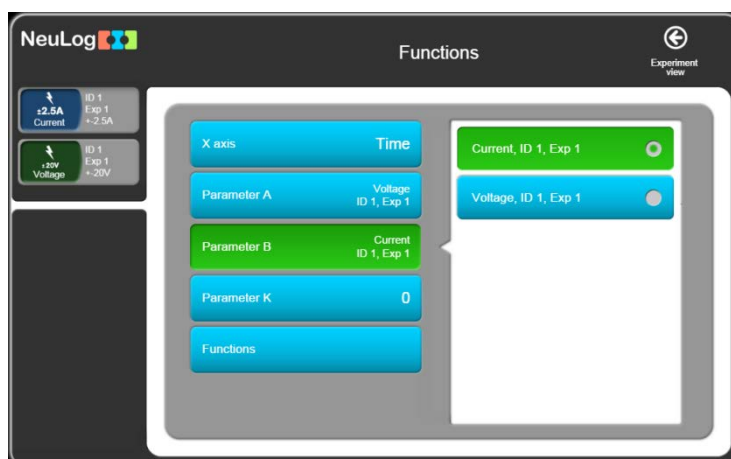 NeuLog
Functions
Experiment
view
±2.5A
Current
ID 1
Exp 1
+-2.5A
±20V
Voltage
ID 1
Exp 1
+-20V
X axis Time
Parameter A Voltage
ID 1, Exp 1
Parameter B Current
ID 1, Exp 1
Parameter K 0
Functions
Current, ID 1, Exp 1
Voltage, ID 1, Exp 1